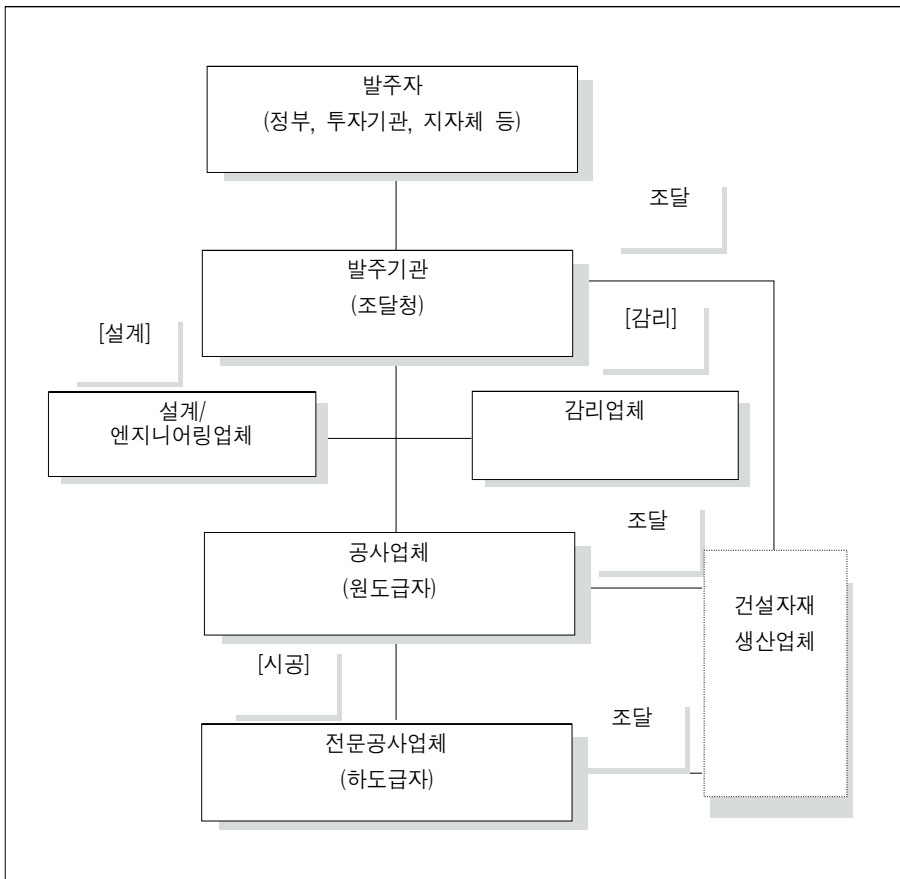 발주자
(정부, 투자기관, 지자체 등)
조달
발주기관
(조달청)
[설계]
[감리]
설계/
엔지니어링업체
감리업체
조달
공사업체
(원도급자)
건설자재
생산업체
[시공]
조달
전문공사업체
(하도급자)